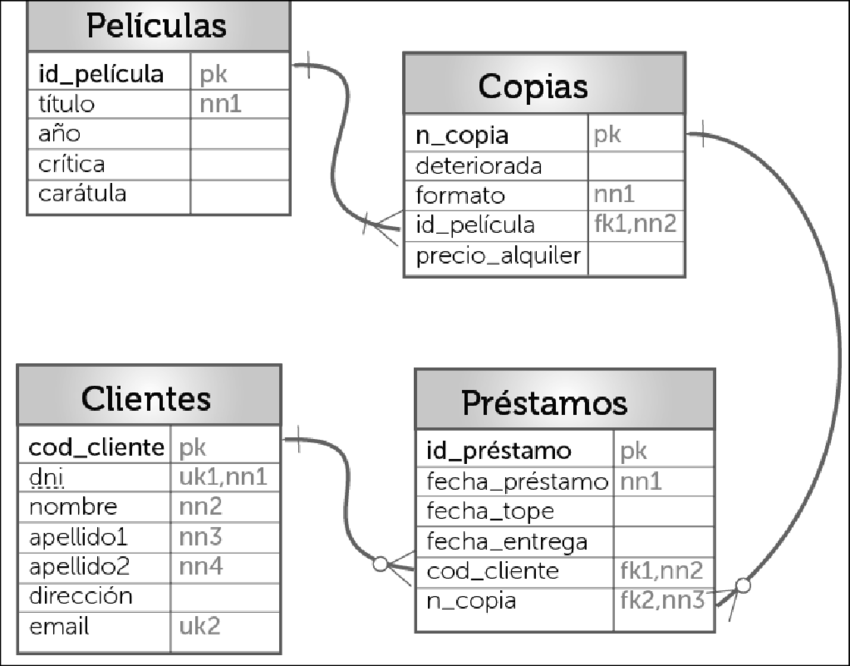 Películas
id_película pk
título nn1
año
crítica
carátula
Copias
n_copia pk
deteriorada
formato nn1
id_película fk1,nn2
precio_alquiler
Clientes
cod_cliente pk
dni uk1,nn1
nombre nn2
apellido1 nn3
apellido2 nn4
dirección
email uk2
Préstamos
id_préstamo pk
fecha_préstamo nn1
fecha_tope
fecha_entrega
cod_cliente fk1,nn2
n_copia fk2,nn3